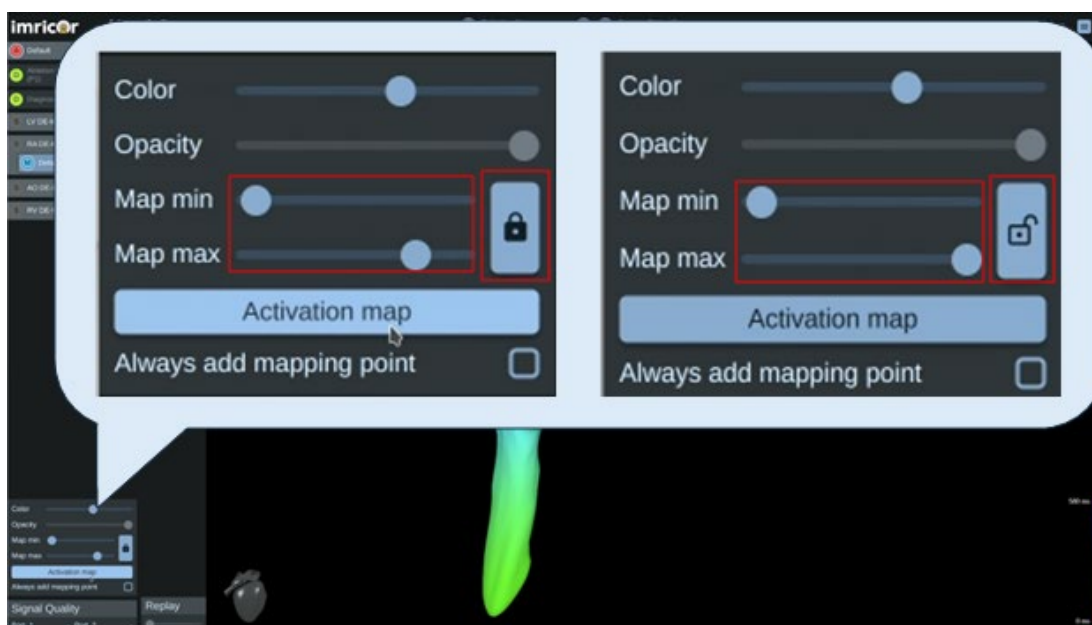 imricor
Default
Color
Opacity
Map min
Map max
Activation map
Always add mapping point
Color
Opacity
Map min
Map max
Activation map
Always add mapping point
Color
Opacity
Map min
Map max
Activation map
Always add mapping point
Signal Quality
Replay